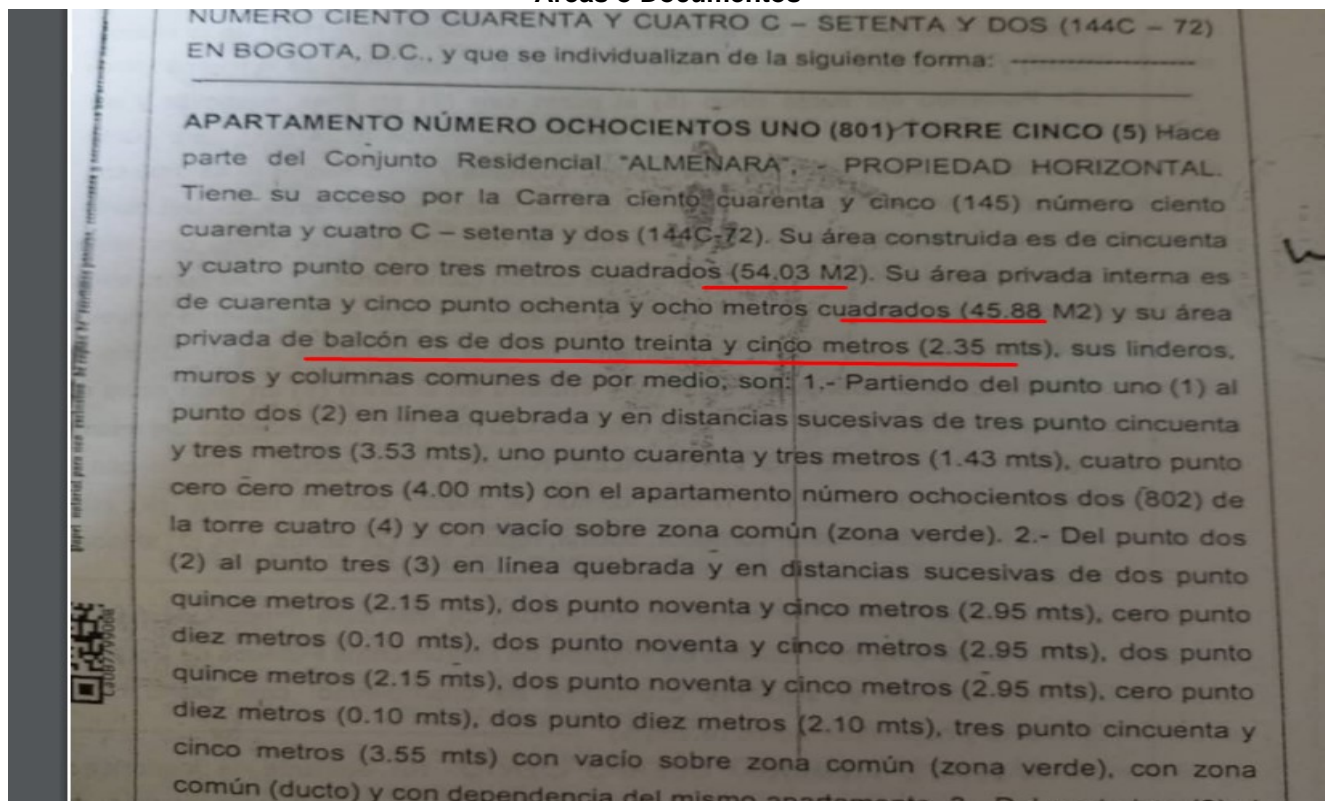 Áreas o Documentos
NÚMERO CIENTO CUARENTA Y CUATRO C – SETENTA Y DOS (144C – 72)
EN BOGOTA, D.C., y que se individualizan de la siguiente forma:
APARTAMENTO NÚMERO OCHOCIENTOS UNO (801) TORRE CINCO (5) Hace
parte del Conjunto Residencial "ALMENARA", - PROPIEDAD HORIZONTAL.
Tiene su acceso por la Carrera ciento cuarenta y cinco (145) número ciento
cuarenta y cuatro C – setenta y dos (144C-72). Su área construida es de cincuenta
y cuatro punto cero tres metros cuadrados (54.03 M2). Su área privada interna es
de cuarenta y cinco punto ochenta y ocho metros cuadrados (45.88 M2) y su área
privada de balcón es de dos punto treinta y cinco metros (2.35 mts), sus linderos,
muros y columnas comunes de por medio, son: 1.- Partiendo del punto uno (1) al
punto dos (2) en línea quebrada y en distancias sucesivas de tres punto cincuenta
y tres metros (3.53 mts), uno punto cuarenta y tres metros (1.43 mts), cuatro punto
cero cero metros (4.00 mts) con el apartamento número ochocientos dos (802) de
la torre cuatro (4) y con vacío sobre zona común (zona verde). 2.- Del punto dos
(2) al punto tres (3) en línea quebrada y en distancias sucesivas de dos punto
quince metros (2.15 mts), dos punto noventa y cinco metros (2.95 mts), cero punto
diez metros (0.10 mts), dos punto noventa y cinco metros (2.95 mts), dos punto
quince metros (2.15 mts), dos punto noventa y cinco metros (2.95 mts), cero punto
diez metros (0.10 mts), dos punto diez metros (2.10 mts), tres punto cincuenta y
cinco metros (3.55 mts) con vacío sobre zona común (zona verde), con zona
común (ducto) y con dependencia del mismo